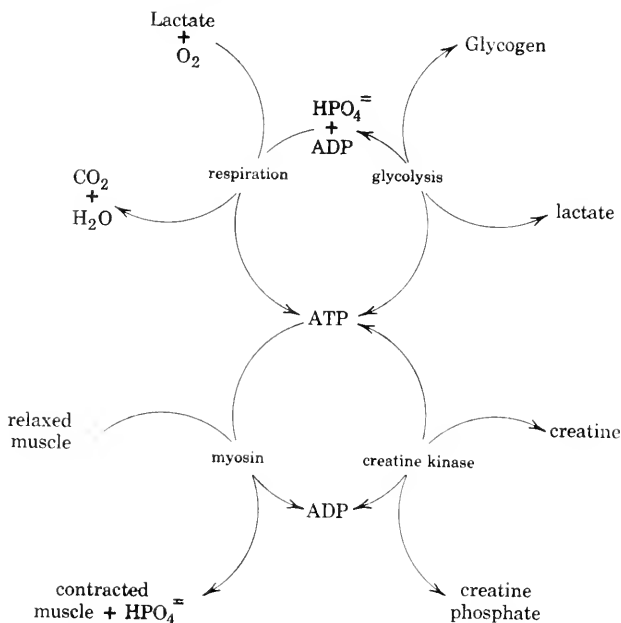 Lactate
+
O₂
Glycogen
HPO₄⁼
+
ADP
respiration
glycolysis
CO₂
+
H₂O
lactate
ATP
relaxed
muscle
creatine
myosin
creatine kinase
ADP
contracted
muscle + HPO₄⁼
creatine
phosphate